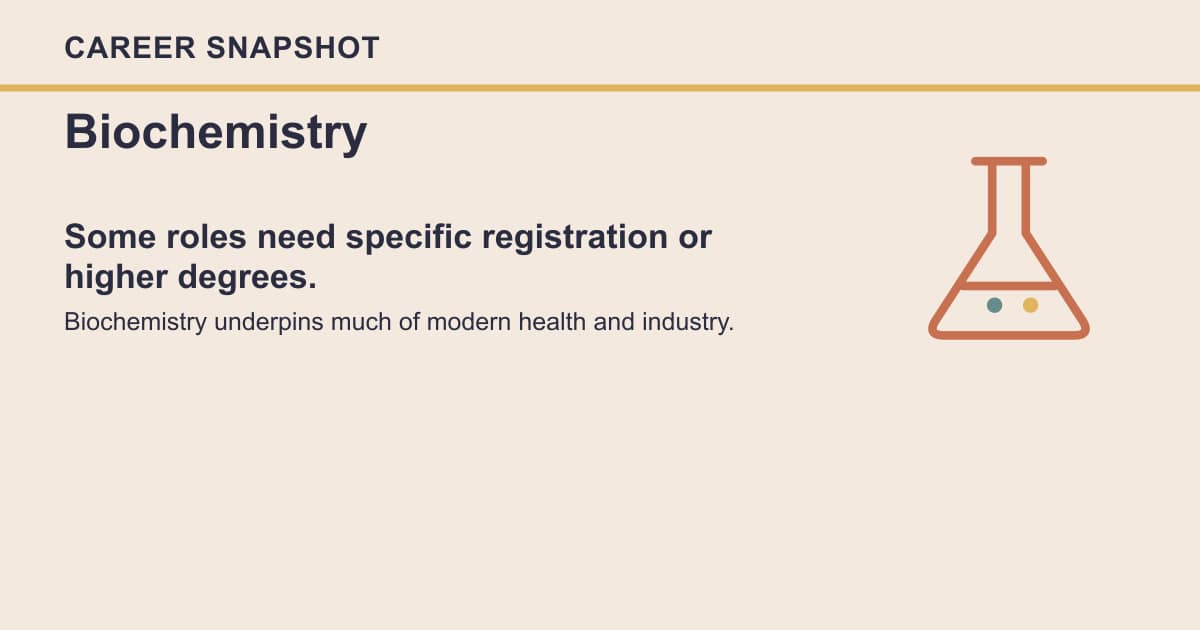 CAREER SNAPSHOT
Biochemistry
Some roles need specific registration or
higher degrees.
Biochemistry underpins much of modern health and industry.